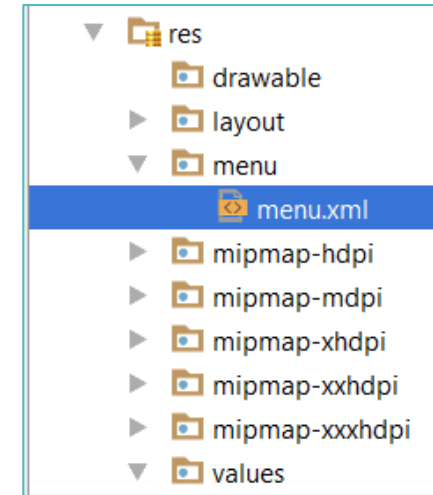 res
drawable
layout
menu
menu.xml
mipmap-hdpi
mipmap-mdpi
mipmap-xhdpi
mipmap-xxhdpi
mipmap-xxxhdpi
values